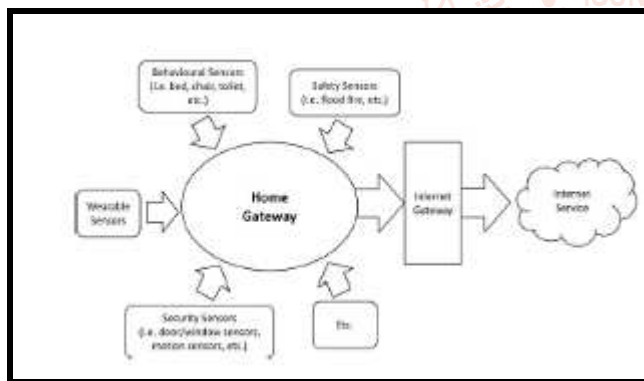 Behavioural Sensors
(i.e. bed, chair, toilet,
etc.)
Safety Sensors
(i.e. flood fire, etc.)
Wearable
Sensors
Home
Gateway
Internet
Gateway
Internet
Service
Security Sensors
(i.e. door/window sensors,
motion sensors, etc.)
Etc.